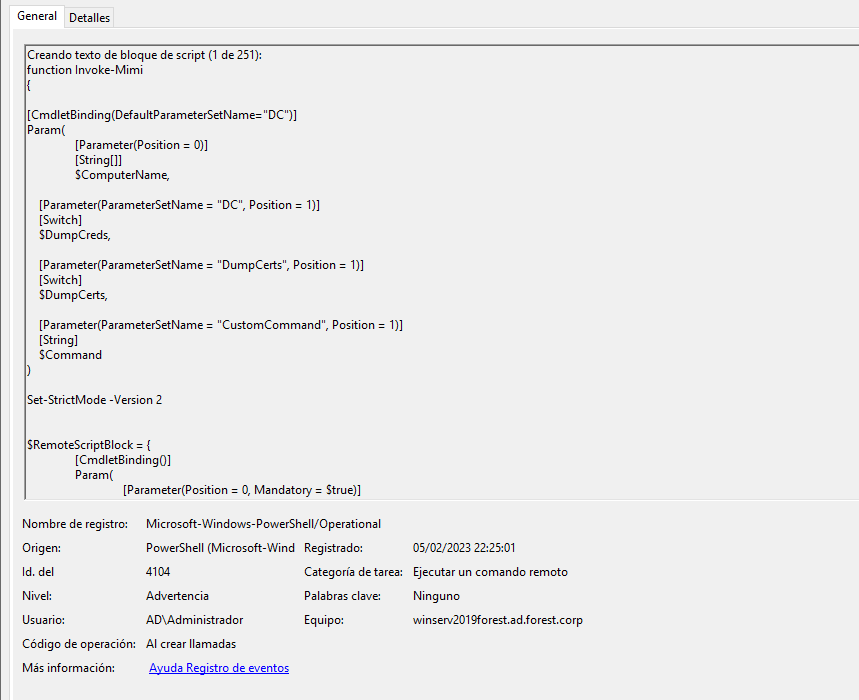 General Detalles
Creando texto de bloque de script (1 de 251):
function Invoke-Mimi
{
[CmdletBinding(DefaultParameterSetName="DC")]
Param(
[Parameter(Position = 0)]
[String[]]
$ComputerName,
[Parameter(ParameterSetName = "DC", Position = 1)]
[Switch]
$DumpCreds,
[Parameter(ParameterSetName = "DumpCerts", Position = 1)]
[Switch]
$DumpCerts,
[Parameter(ParameterSetName = "CustomCommand", Position = 1)]
[String]
$Command
)
Set-StrictMode -Version 2
$RemoteScriptBlock = {
[CmdletBinding()]
Param(
[Parameter(Position = 0, Mandatory = $true)]
Nombre de registro: Microsoft-Windows-PowerShell/Operational
Origen: PowerShell (Microsoft-Wind Registrado: 05/02/2023 22:25:01
Id. del 4104 Categoría de tarea: Ejecutar un comando remoto
Nivel: Advertencia Palabras clave: Ninguno
Usuario: AD\Administrador Equipo: winserv2019forest.ad.forest.corp
Código de operación: Al crear llamadas
Más información: Ayuda Registro de eventos